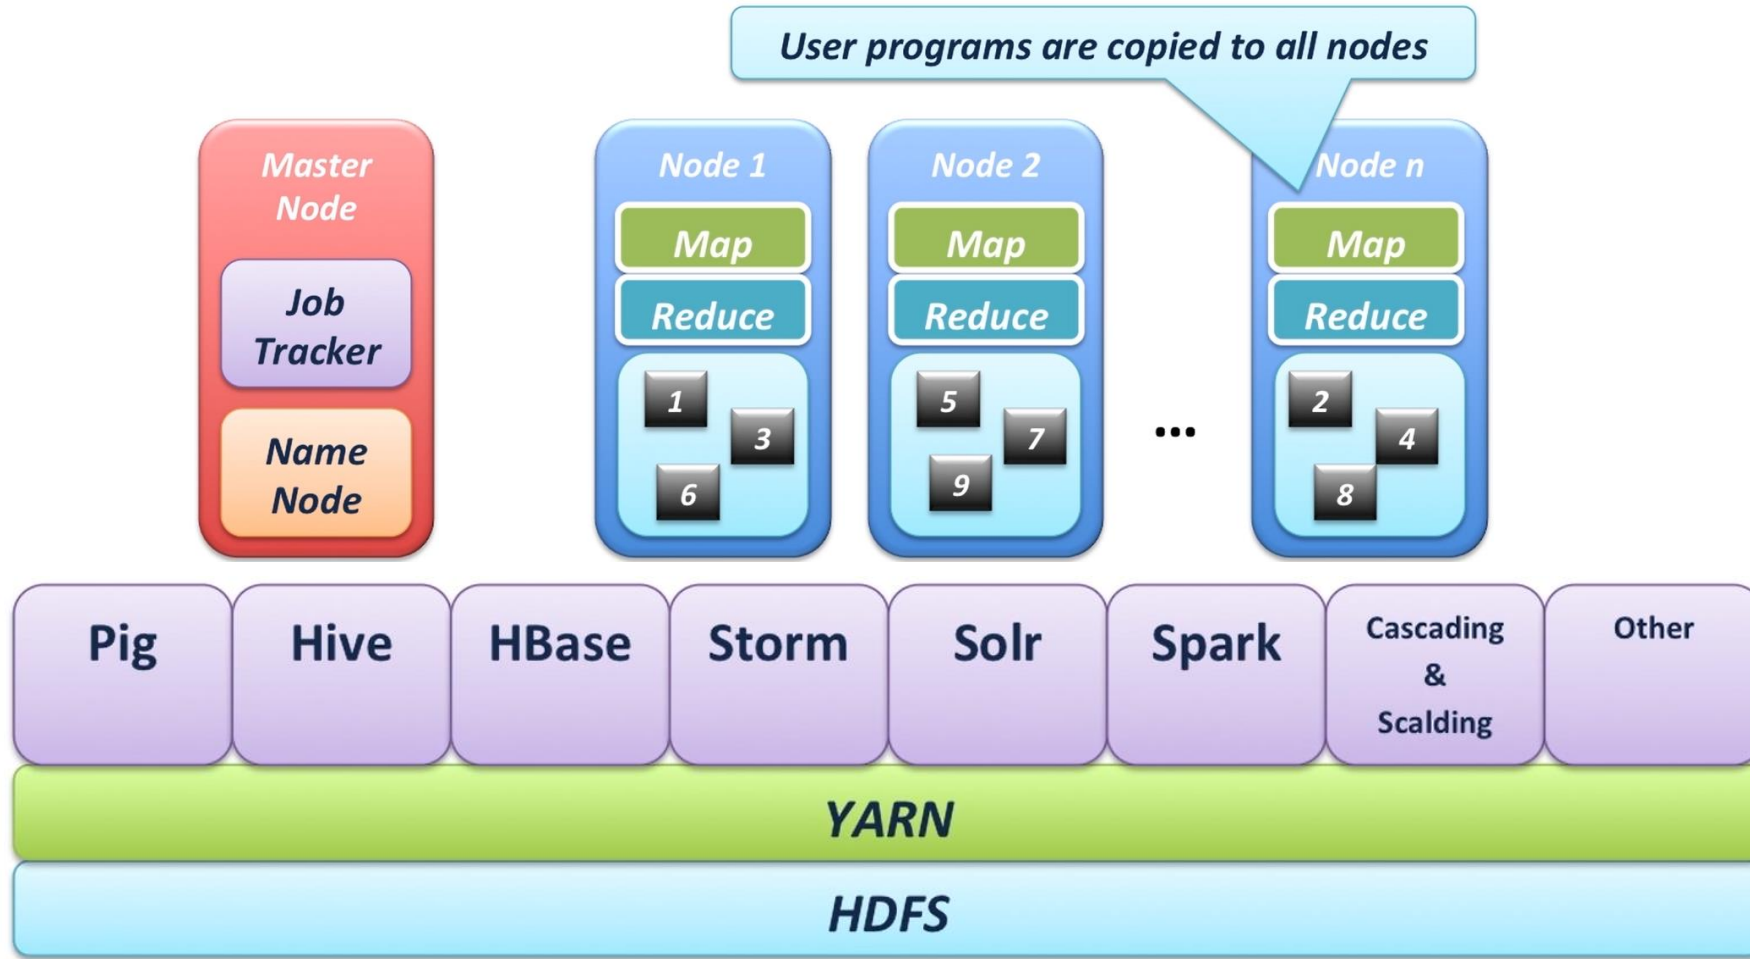 User programs are copied to all nodes
Master
Node
Job
Tracker
Name
Node
Node 1
Map
Reduce
1
3
6
Node 2
Map
Reduce
5
7
9
...
Node n
Map
Reduce
2
4
8
Pig
Hive
HBase
Storm
Solr
Spark
Cascading
&
Scalding
Other
YARN
HDFS